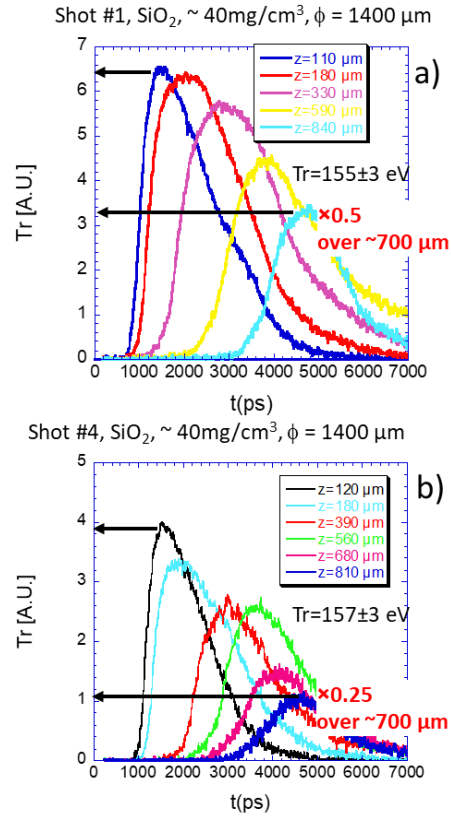 Shot #1, SiO₂, ~ 40mg/cm³, ϕ = 1400 μm
a)
7
6
5
4
3
2
1
0
Tr [A.U.]
z=110 μm
z=180 μm
z=330 μm
z=590 μm
z=840 μm
Tr=155±3 eV
×0.5
over ~700 μm
0 1000 2000 3000 4000 5000 6000 7000
t(ps)
Shot #4, SiO₂, ~ 40mg/cm³, ϕ = 1400 μm
b)
5
4
3
2
1
0
Tr [A.U.]
z=120 μm
z=180 μm
z=390 μm
z=560 μm
z=680 μm
z=810 μm
Tr=157±3 eV
×0.25
over ~700 μm
0 1000 2000 3000 4000 5000 6000 7000
t(ps)